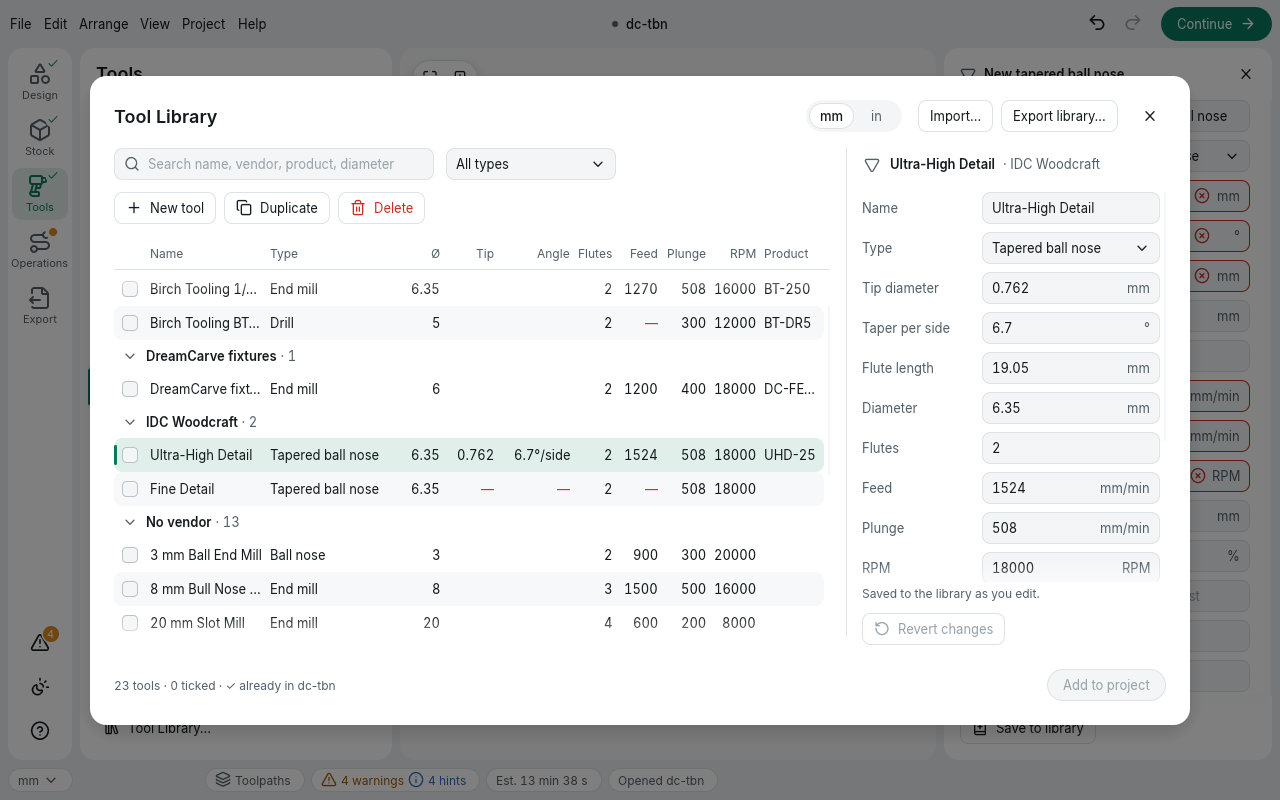 File Edit Arrange View Project Help
dc-tbn
Continue
Design
Stock
Tools
Operations
Export
4
Tools
New tapered ball nose
Tool Library
mm in
Import...
Export library...
Search name, vendor, product, diameter
All types
New tool
Duplicate
Delete
Name Type Ø Tip Angle Flutes Feed Plunge RPM Product
Birch Tooling 1/... End mill 6.35 2 1270 508 16000 BT-250
Birch Tooling BT... Drill 5 2 — 300 12000 BT-DR5
DreamCarve fixtures · 1
DreamCarve fixt... End mill 6 2 1200 400 18000 DC-FE...
IDC Woodcraft · 2
Ultra-High Detail Tapered ball nose 6.35 0.762 6.7°/side 2 1524 508 18000 UHD-25
Fine Detail Tapered ball nose 6.35 — — 2 — 508 18000
No vendor · 13
3 mm Ball End Mill Ball nose 3 2 900 300 20000
8 mm Bull Nose ... End mill 8 3 1500 500 16000
20 mm Slot Mill End mill 20 4 600 200 8000
23 tools · 0 ticked · ✓ already in dc-tbn
Ultra-High Detail · IDC Woodcraft
Name Ultra-High Detail
Type Tapered ball nose
Tip diameter 0.762 mm
Taper per side 6.7 °
Flute length 19.05 mm
Diameter 6.35 mm
Flutes 2
Feed 1524 mm/min
Plunge 508 mm/min
RPM 18000 RPM
Saved to the library as you edit.
Revert changes
Add to project
nose
mm
°
mm
mm
mm/min
mm/min
RPM
mm
%
Tool Library...
Save to library
mm
Toolpaths
4 warnings 4 hints
Est. 13 min 38 s
Opened dc-tbn